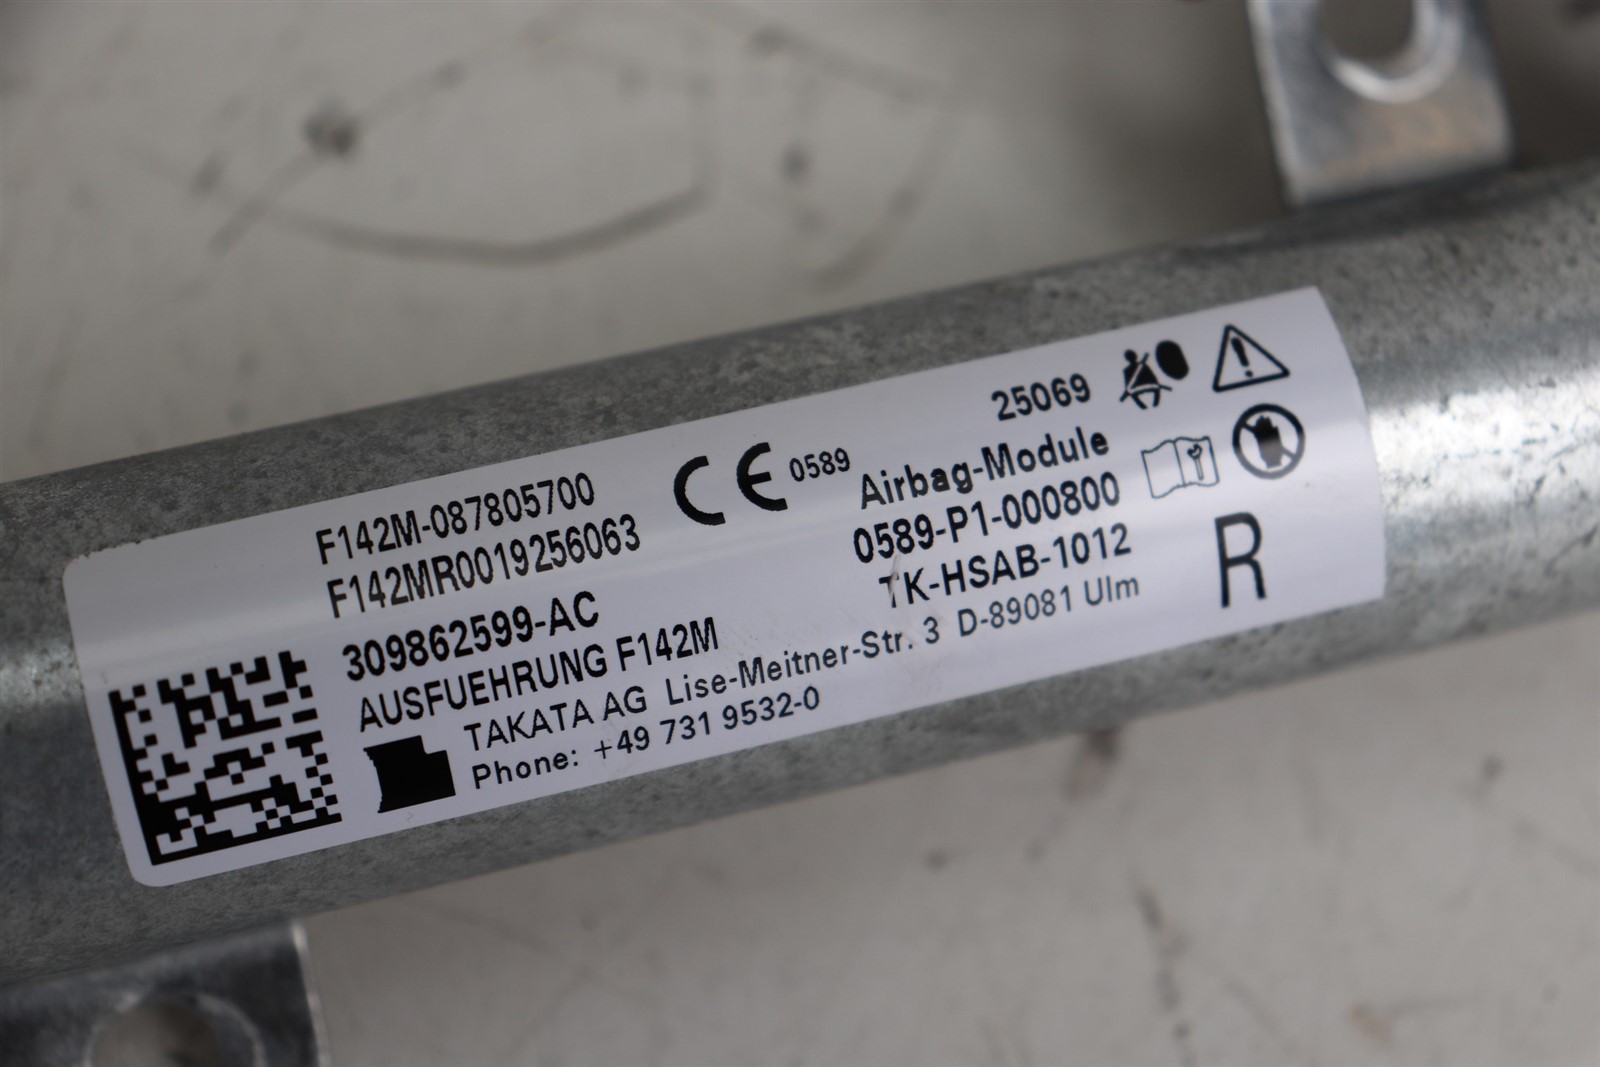 F142M-087805700
F142MR0019256063
309862599-AC
AUSFUEHRUNG F142M
TAKATA AG Lise-Meitner-Str. 3 D-89081 Ulm
Phone: +49 731 9532-0
CE 0589
25069
Airbag-Module
0589-P1-000800
TK-HSAB-1012
R